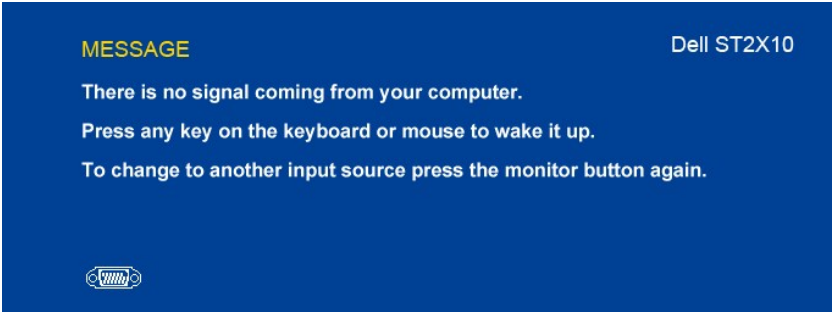 MESSAGE
Dell ST2X10
There is no signal coming from your computer.
Press any key on the keyboard or mouse to wake it up.
To change to another input source press the monitor button again.